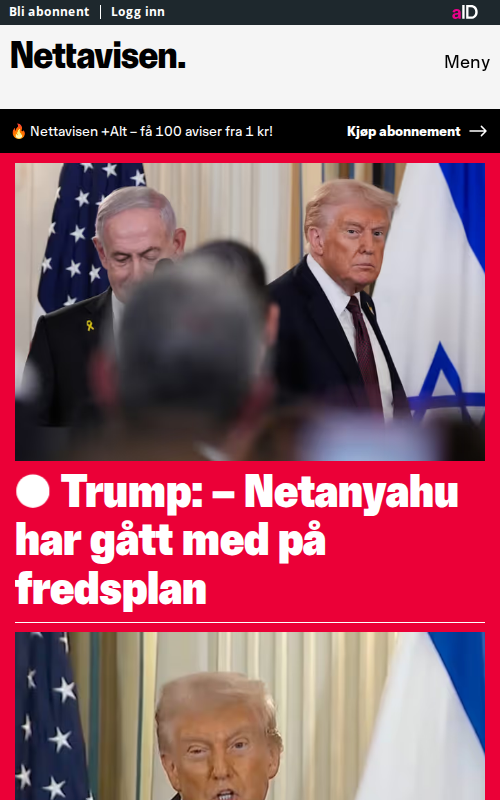 Bli abonnent | Logg inn
aID
Nettavisen.
Meny
🔥 Nettavisen +Alt – få 100 aviser fra 1 kr!
Kjøp abonnement →
Trump: – Netanyahu
har gått med på
fredsplan